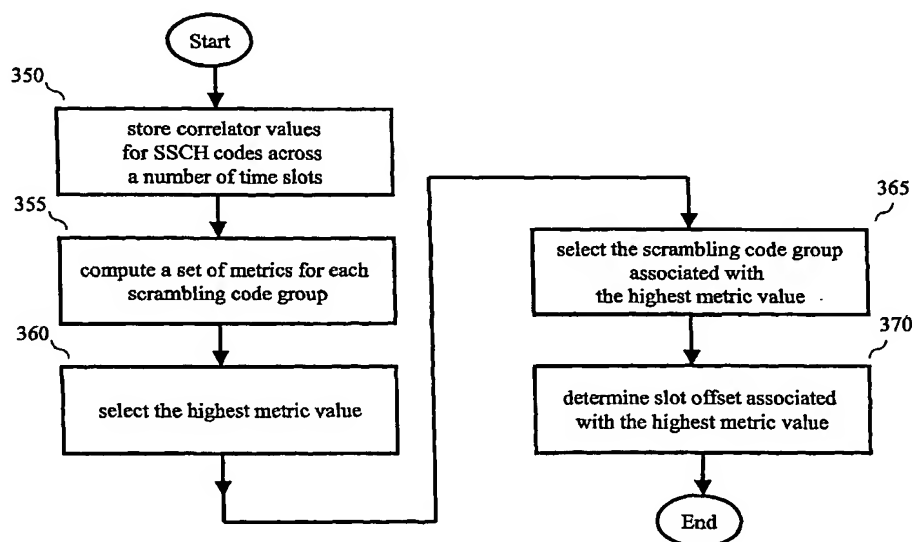 Start
350
store correlator values
for SSCH codes across
a number of time slots
355
compute a set of metrics for each
scrambling code group
360
select the highest metric value
365
select the scrambling code group
associated with
the highest metric value
370
determine slot offset associated
with the highest metric value
End